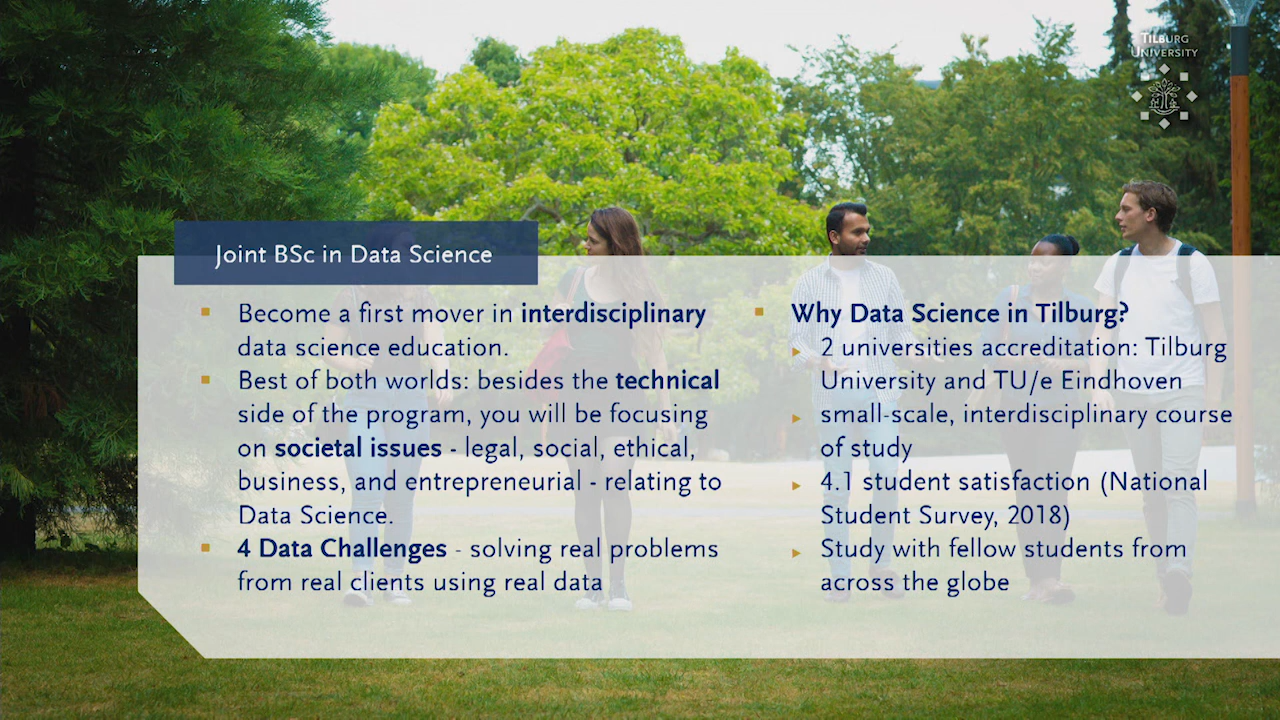 TILBURG
UNIVERSITY
Joint BSc in Data Science
Become a first mover in interdisciplinary
data science education.
Best of both worlds: besides the technical
side of the program, you will be focusing
on societal issues - legal, social, ethical,
business, and entrepreneurial - relating to
Data Science.
4 Data Challenges - solving real problems
from real clients using real data
Why Data Science in Tilburg?
2 universities accreditation: Tilburg
University and TU/e Eindhoven
small-scale, interdisciplinary course
of study
4.1 student satisfaction (National
Student Survey, 2018)
Study with fellow students from
across the globe